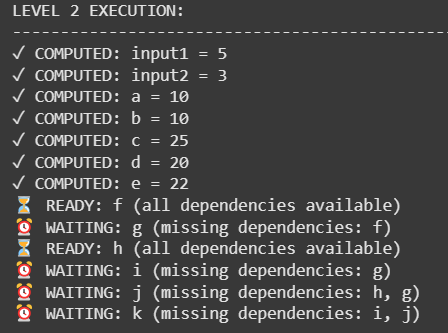 LEVEL 2 EXECUTION:
--------------------------------------------------
✓ COMPUTED: input1 = 5
✓ COMPUTED: input2 = 3
✓ COMPUTED: a = 10
✓ COMPUTED: b = 10
✓ COMPUTED: c = 25
✓ COMPUTED: d = 20
✓ COMPUTED: e = 22
⏳ READY: f (all dependencies available)
⏰ WAITING: g (missing dependencies: f)
⏳ READY: h (all dependencies available)
⏰ WAITING: i (missing dependencies: g)
⏰ WAITING: j (missing dependencies: h, g)
⏰ WAITING: k (missing dependencies: i, j)